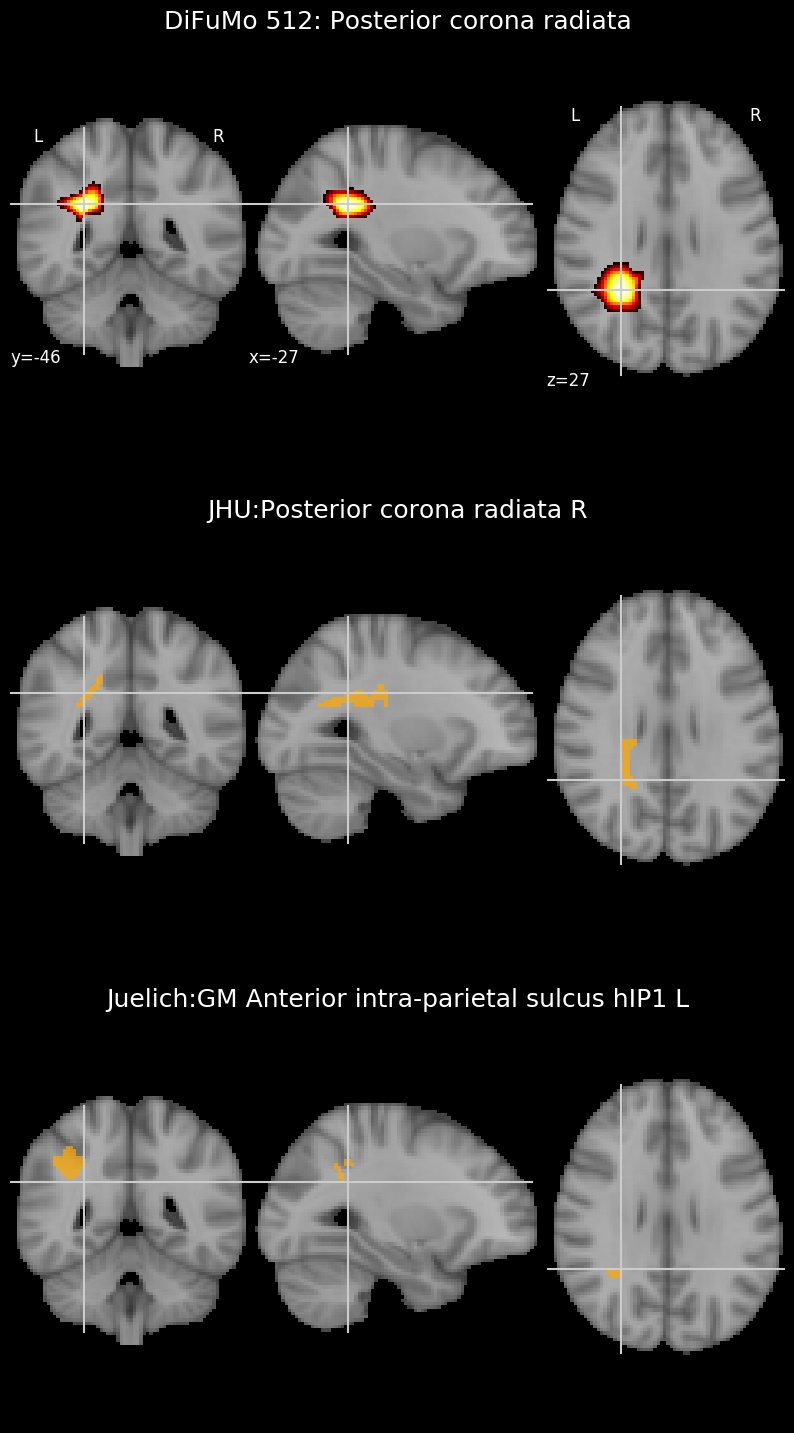 DiFuMo 512: Posterior corona radiata
L R L R
y=-46 x=-27 z=27
JHU:Posterior corona radiata R
Juelich:GM Anterior intra-parietal sulcus hIP1 L